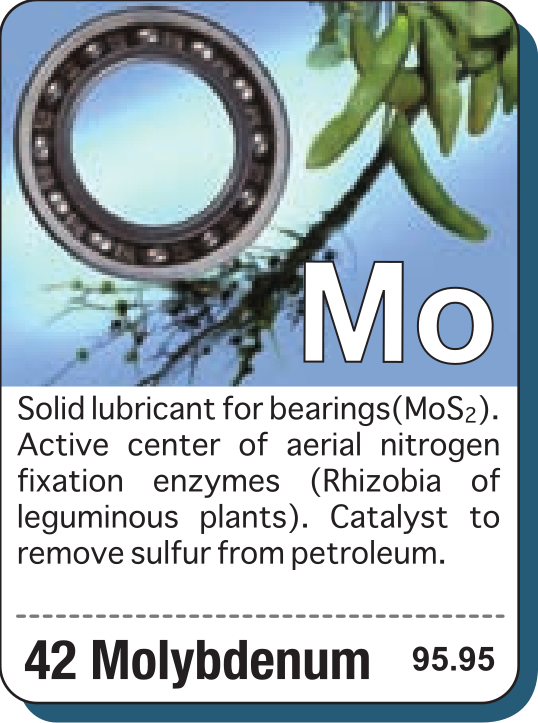 Mo
Solid lubricant for bearings(MoS₂).
Active center of aerial nitrogen
fixation enzymes (Rhizobia of
leguminous plants). Catalyst to
remove sulfur from petroleum.
42 Molybdenum 95.95